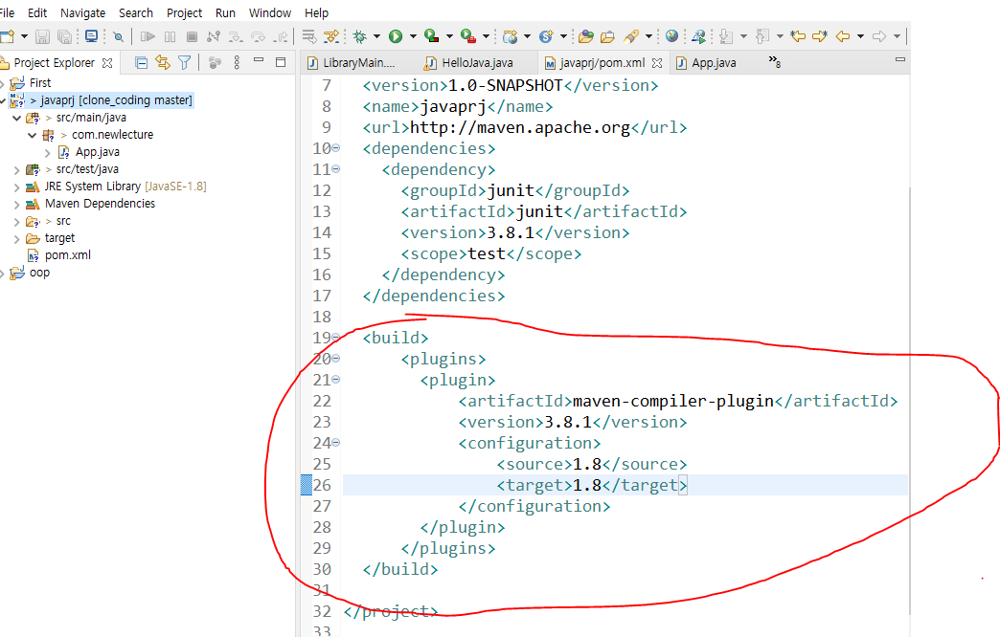 File Edit Navigate Search Project Run Window Help
Project Explorer
First
> javaprj [clone_coding master]
> src/main/java
> com.newlecture
App.java
> src/test/java
JRE System Library [JavaSE-1.8]
Maven Dependencies
> src
target
pom.xml
oop
LibraryMain.... HelloJava.java javaprj/pom.xml App.java »8
7 <version>1.0-SNAPSHOT</version>
8 <name>javaprj</name>
9 <url>http://maven.apache.org</url>
10 <dependencies>
11 <dependency>
12 <groupId>junit</groupId>
13 <artifactId>junit</artifactId>
14 <version>3.8.1</version>
15 <scope>test</scope>
16 </dependency>
17 </dependencies>
18
19 <build>
20 <plugins>
21 <plugin>
22 <artifactId>maven-compiler-plugin</artifactId>
23 <version>3.8.1</version>
24 <configuration>
25 <source>1.8</source>
26 <target>1.8</target>
27 </configuration>
28 </plugin>
29 </plugins>
30 </build>
31
32 </project>
33